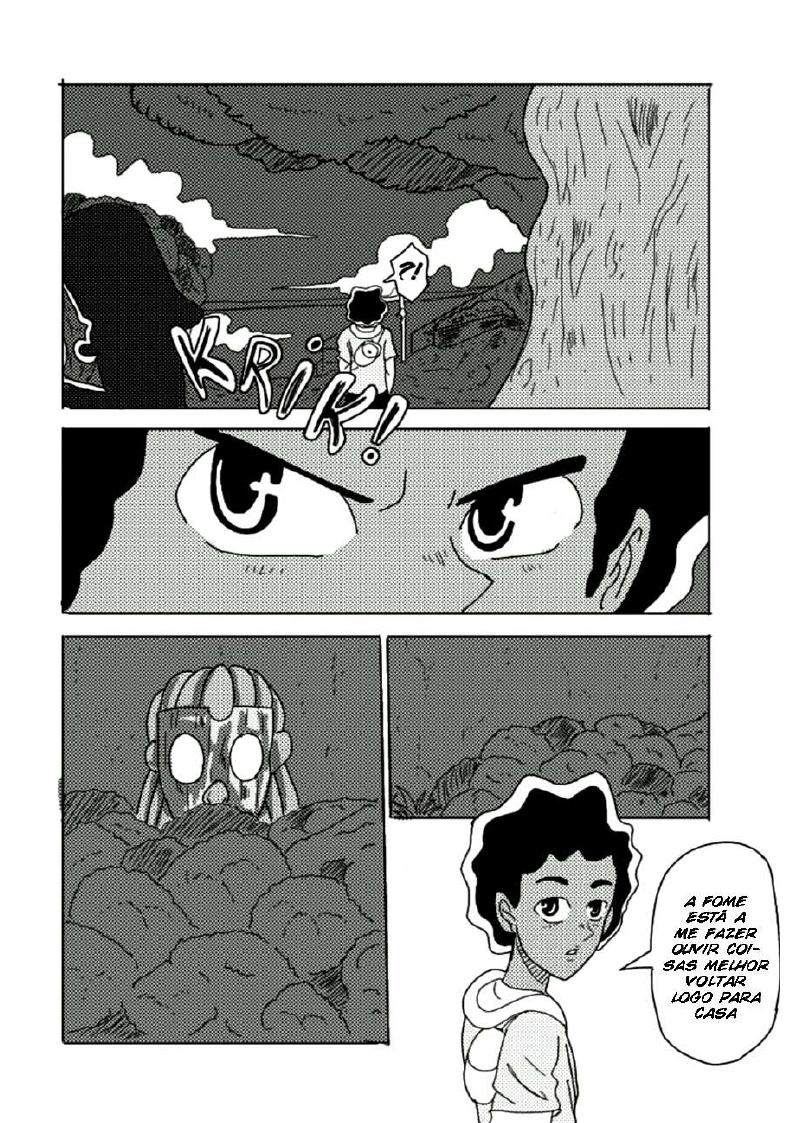 ?!
KRIK!
A FOME
ESTÁ A
ME FAZER
OUVIR COI-
SAS MELHOR
VOLTAR
LOGO PARA
CASA